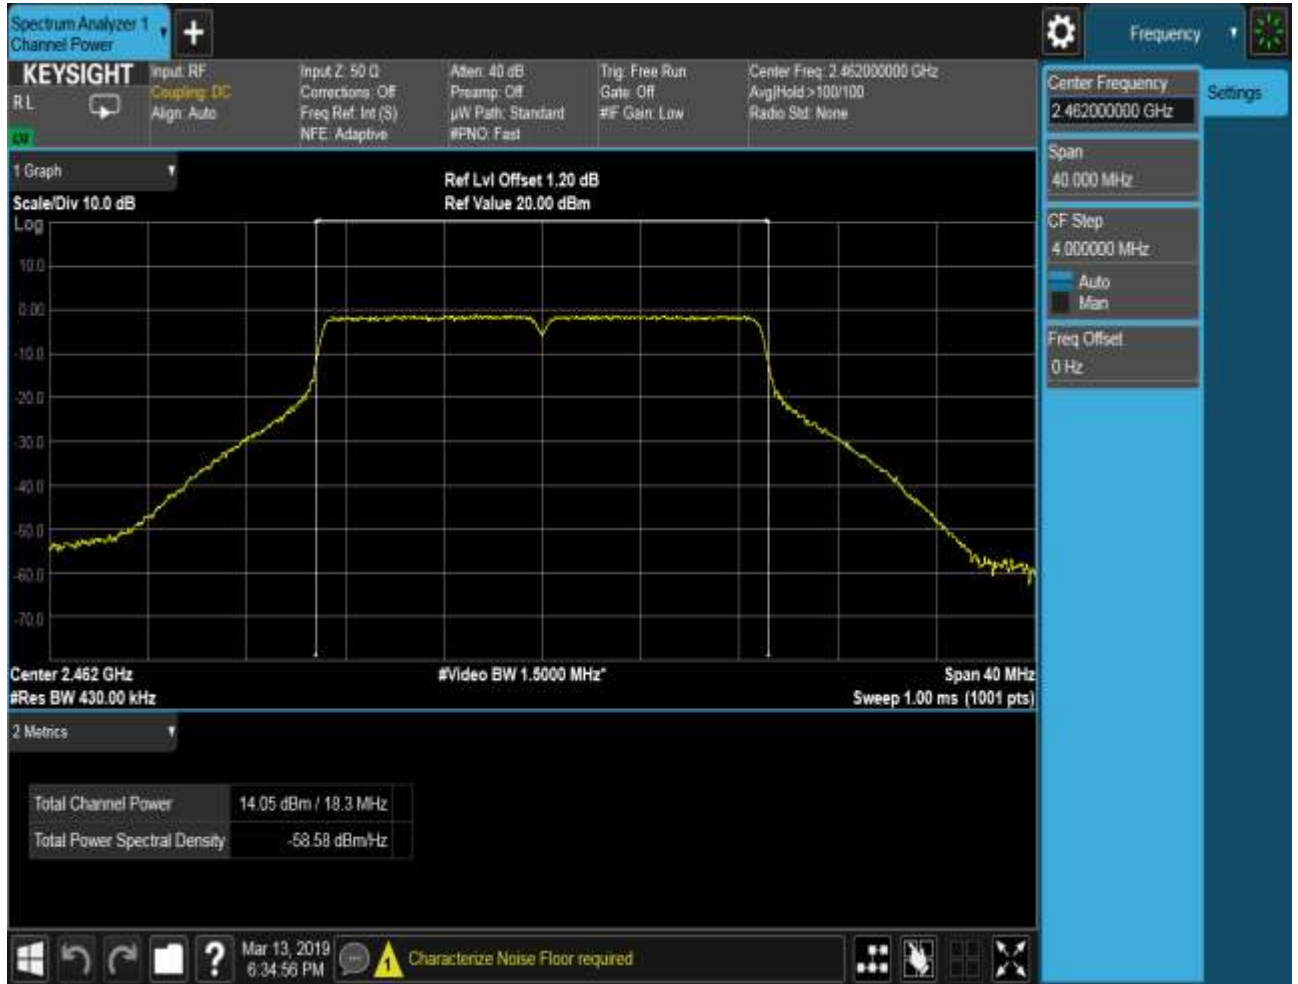 Spectrum Analyzer 1
Channel Power
Frequency
KEYSIGHT
RL
Input: RF
Coupling: DC
Align: Auto
Input Z: 50 Ω
Corrections: Off
Freq Ref: Int (S)
NFE: Adaptive
Atten: 40 dB
Preamp: Off
µW Path: Standard
#PNO: Fast
Trig: Free Run
Gate: Off
#IF Gain: Low
Center Freq: 2.462000000 GHz
Avg|Hold:>100/100
Radio Std: None
Center Frequency
2.462000000 GHz
Settings
Span
40.000 MHz
CF Step
4.000000 MHz
Auto
Man
Freq Offset
0 Hz
1 Graph
Scale/Div 10.0 dB
Ref Lvl Offset 1.20 dB
Ref Value 20.00 dBm
Log
10.0
0.00
-10.0
-20.0
-30.0
-40.0
-50.0
-60.0
-70.0
Center 2.462 GHz
#Video BW 1.5000 MHz*
Span 40 MHz
#Res BW 430.00 kHz
Sweep 1.00 ms (1001 pts)
2 Metrics
Total Channel Power 14.05 dBm / 18.3 MHz
Total Power Spectral Density -58.58 dBm/Hz
?
Mar 13, 2019
6:34:56 PM
1
Characterize Noise Floor required